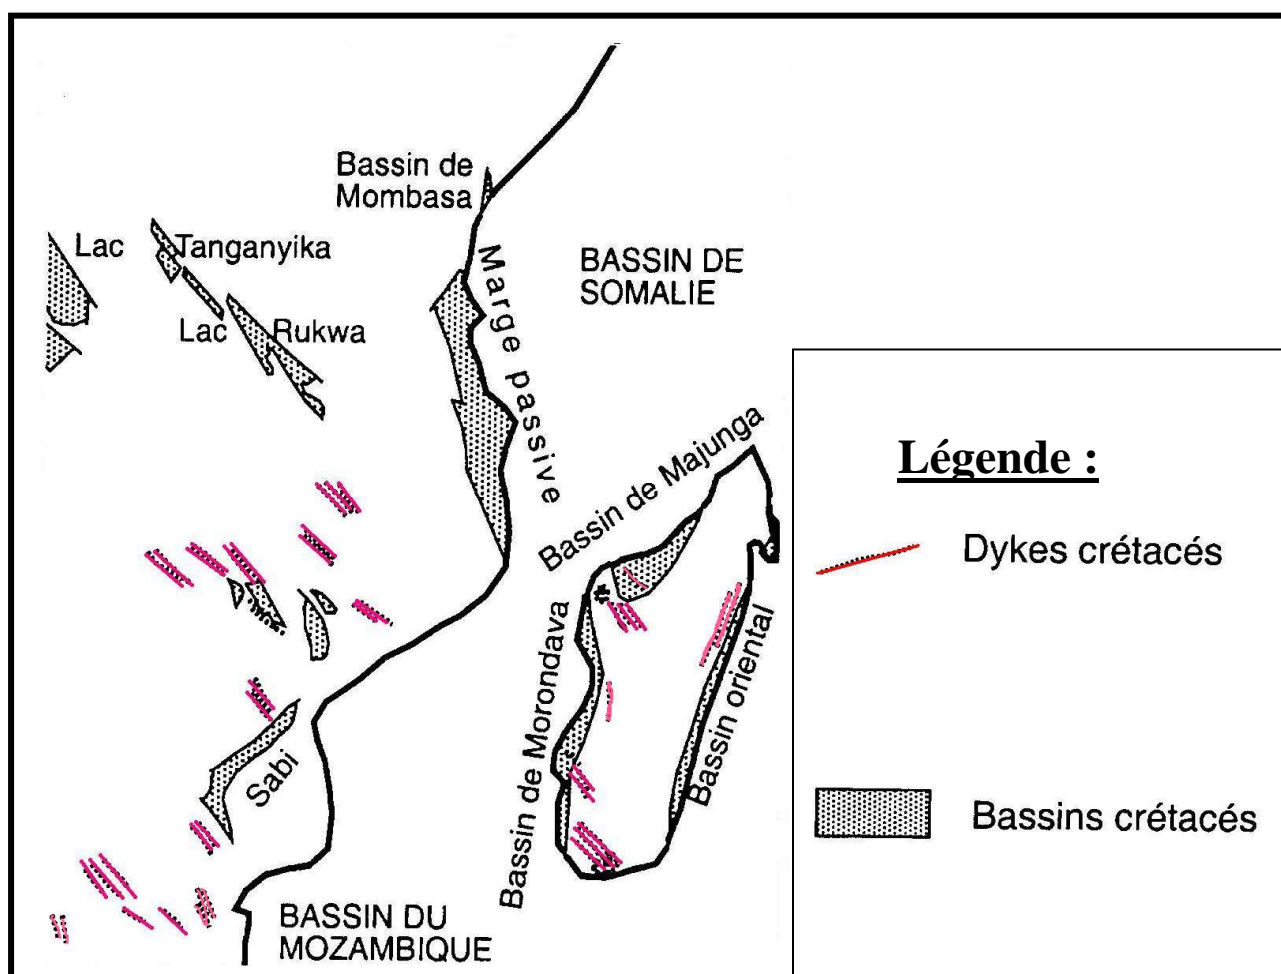 Bassin de
Mombasa
Lac Tanganyika
Lac Rukwa
Marge passive
BASSIN DE
SOMALIE
Bassin de Majunga
Bassin de Morondava
Bassin oriental
Sabi
BASSIN DU
MOZAMBIQUE
Légende :
Dykes crétacés
Bassins crétacés